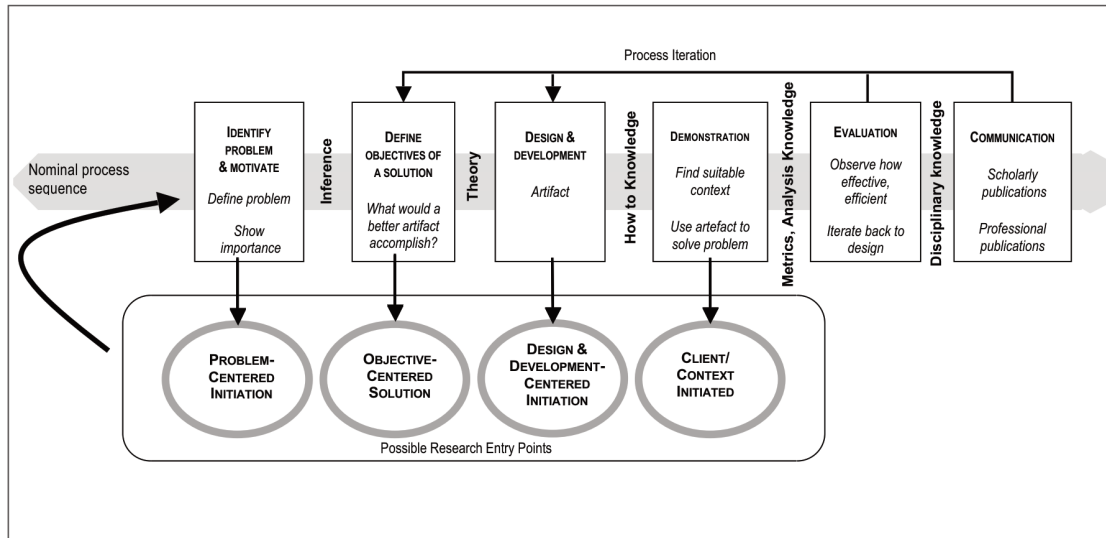 Process Iteration
Nominal process
sequence
IDENTIFY
PROBLEM
& MOTIVATE
Define problem
Show
importance
Inference
DEFINE
OBJECTIVES OF
A SOLUTION
What would a
better artifact
accomplish?
Theory
DESIGN &
DEVELOPMENT
Artifact
How to Knowledge
DEMONSTRATION
Find suitable
context
Use artefact to
solve problem
Metrics, Analysis Knowledge
EVALUATION
Observe how
effective,
efficient
Iterate back to
design
Disciplinary knowledge
COMMUNICATION
Scholarly
publications
Professional
publications
PROBLEM-
CENTERED
INITIATION
OBJECTIVE-
CENTERED
SOLUTION
DESIGN &
DEVELOPMENT-
CENTERED
INITIATION
CLIENT/
CONTEXT
INITIATED
Possible Research Entry Points